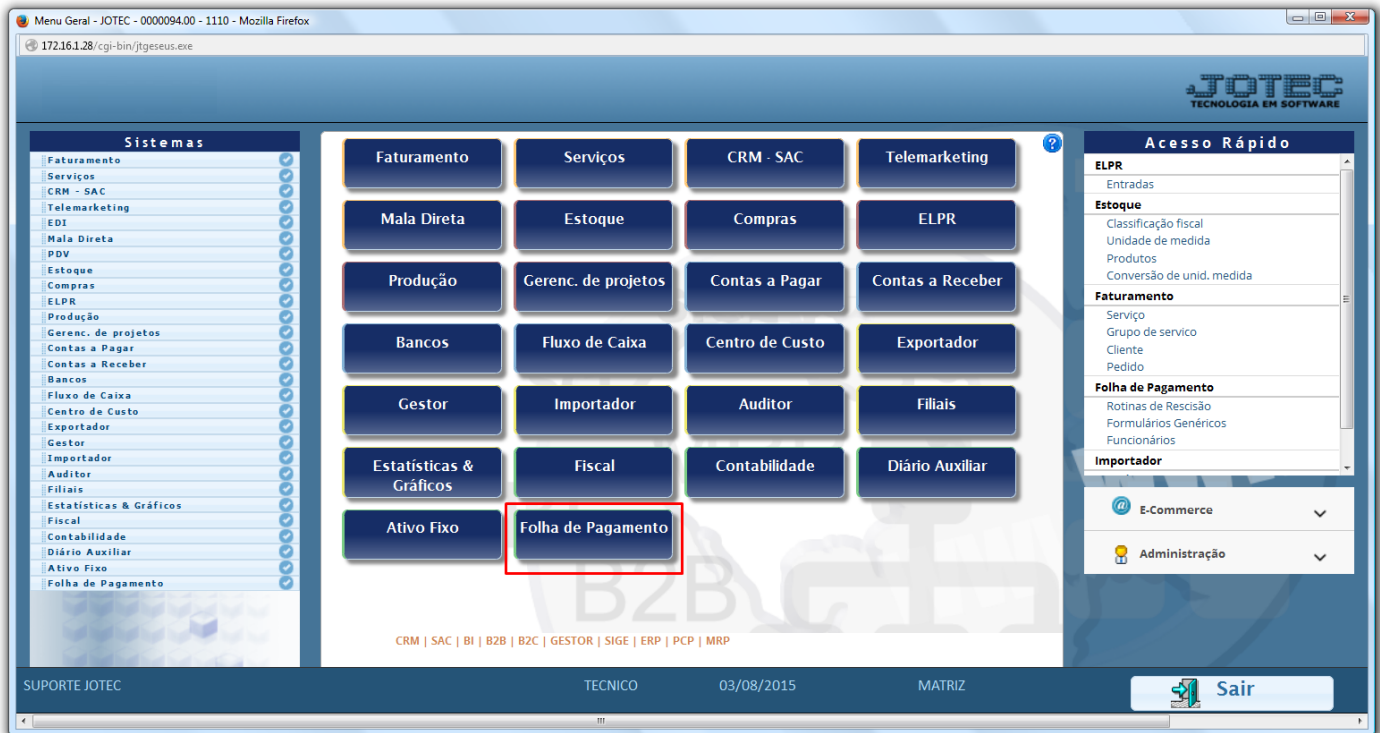 Menu Geral - JOTEC - 0000094.00 - 1110 - Mozilla Firefox
172.16.1.28/cgi-bin/jtgeseus.exe
JOTEC
TECNOLOGIA EM SOFTWARE
Sistemas
Faturamento
Serviços
CRM - SAC
Telemarketing
EDI
Mala Direta
PDV
Estoque
Compras
ELPR
Produção
Gerenc. de projetos
Contas a Pagar
Contas a Receber
Bancos
Fluxo de Caixa
Centro de Custo
Exportador
Gestor
Importador
Auditor
Filiais
Estatísticas & Gráficos
Fiscal
Contabilidade
Diário Auxiliar
Ativo Fixo
Folha de Pagamento
Faturamento
Serviços
CRM - SAC
Telemarketing
Mala Direta
Estoque
Compras
ELPR
Produção
Gerenc. de projetos
Contas a Pagar
Contas a Receber
Bancos
Fluxo de Caixa
Centro de Custo
Exportador
Gestor
Importador
Auditor
Filiais
Estatísticas &
Gráficos
Fiscal
Contabilidade
Diário Auxiliar
Ativo Fixo
Folha de Pagamento
B2B
CRM | SAC | BI | B2B | B2C | GESTOR | SIGE | ERP | PCP | MRP
Acesso Rápido
ELPR
Entradas
Estoque
Classificação fiscal
Unidade de medida
Produtos
Conversão de unid. medida
Faturamento
Serviço
Grupo de servico
Cliente
Pedido
Folha de Pagamento
Rotinas de Rescisão
Formulários Genéricos
Funcionários
Importador
E-Commerce
Administração
SUPORTE JOTEC
TECNICO
03/08/2015
MATRIZ
Sair